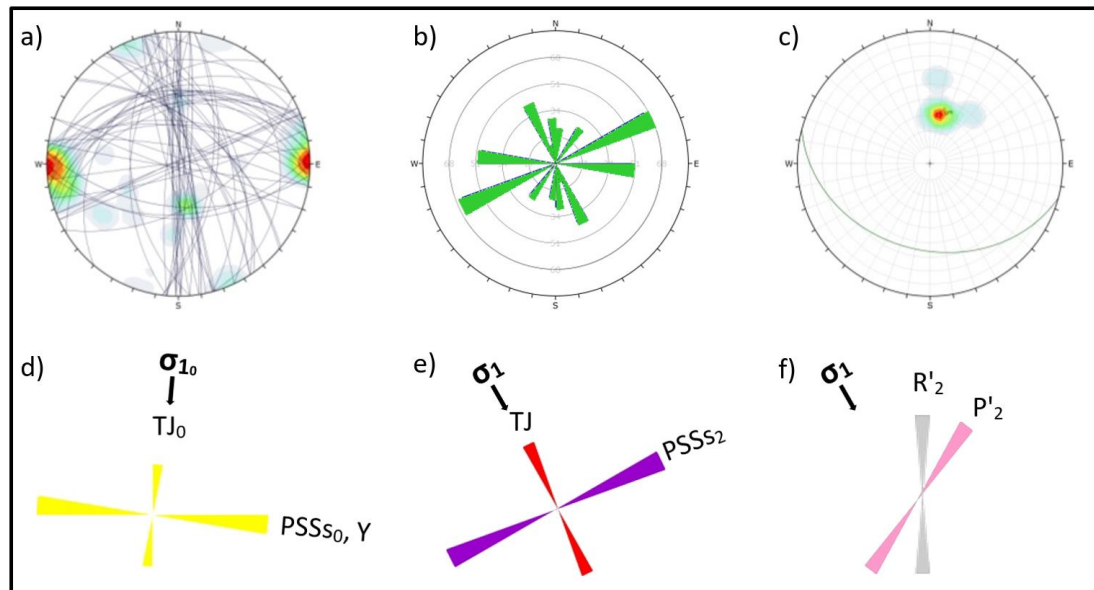 a)
b)
c)
N
N
N
W
E
W
E
W
E
S
S
S
d)
e)
f)
σ1₀
σ1
σ1
TJ₀
TJ
R'₂
P'₂
PSSs₂
PSSs₀, Y